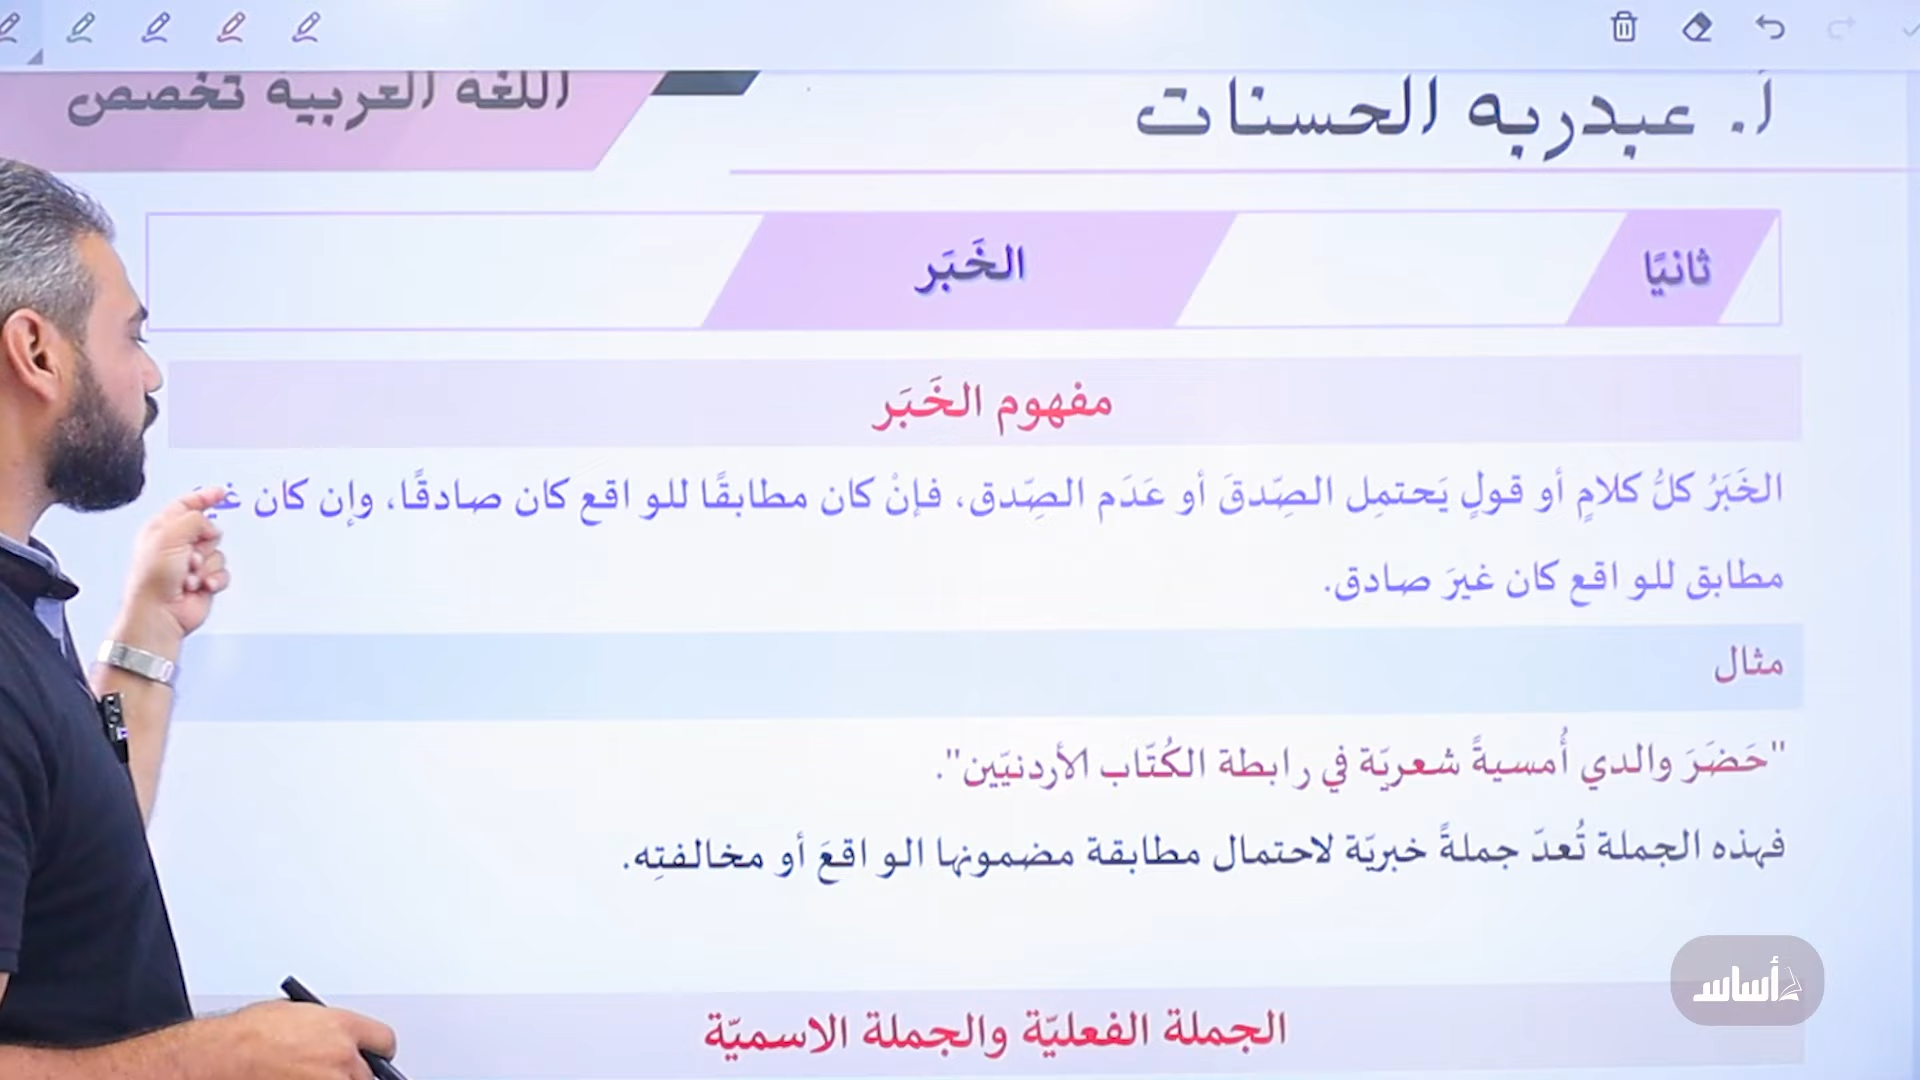 أ. عبدربه الحسنات
اللغة العربية تخصص
ثانيًا
الخَبَر
مفهوم الخَبَر
الخَبَرُ كلُّ كلامٍ أو قولٍ يَحتمِل الصِّدقَ أو عَدَم الصِّدق، فإنْ كان مطابقًا للواقع كان صادقًا، وإن كان غيرَ
مطابق للواقع كان غيرَ صادق.
مثال
"حَضَرَ والدي أُمسيةً شعريّة في رابطة الكُتّاب الأردنيّين".
فهذه الجملة تُعدّ جملةً خبريّة لاحتمال مطابقة مضمونها الواقعَ أو مخالفتِه.
أساس
الجملة الفعليّة والجملة الاسميّة